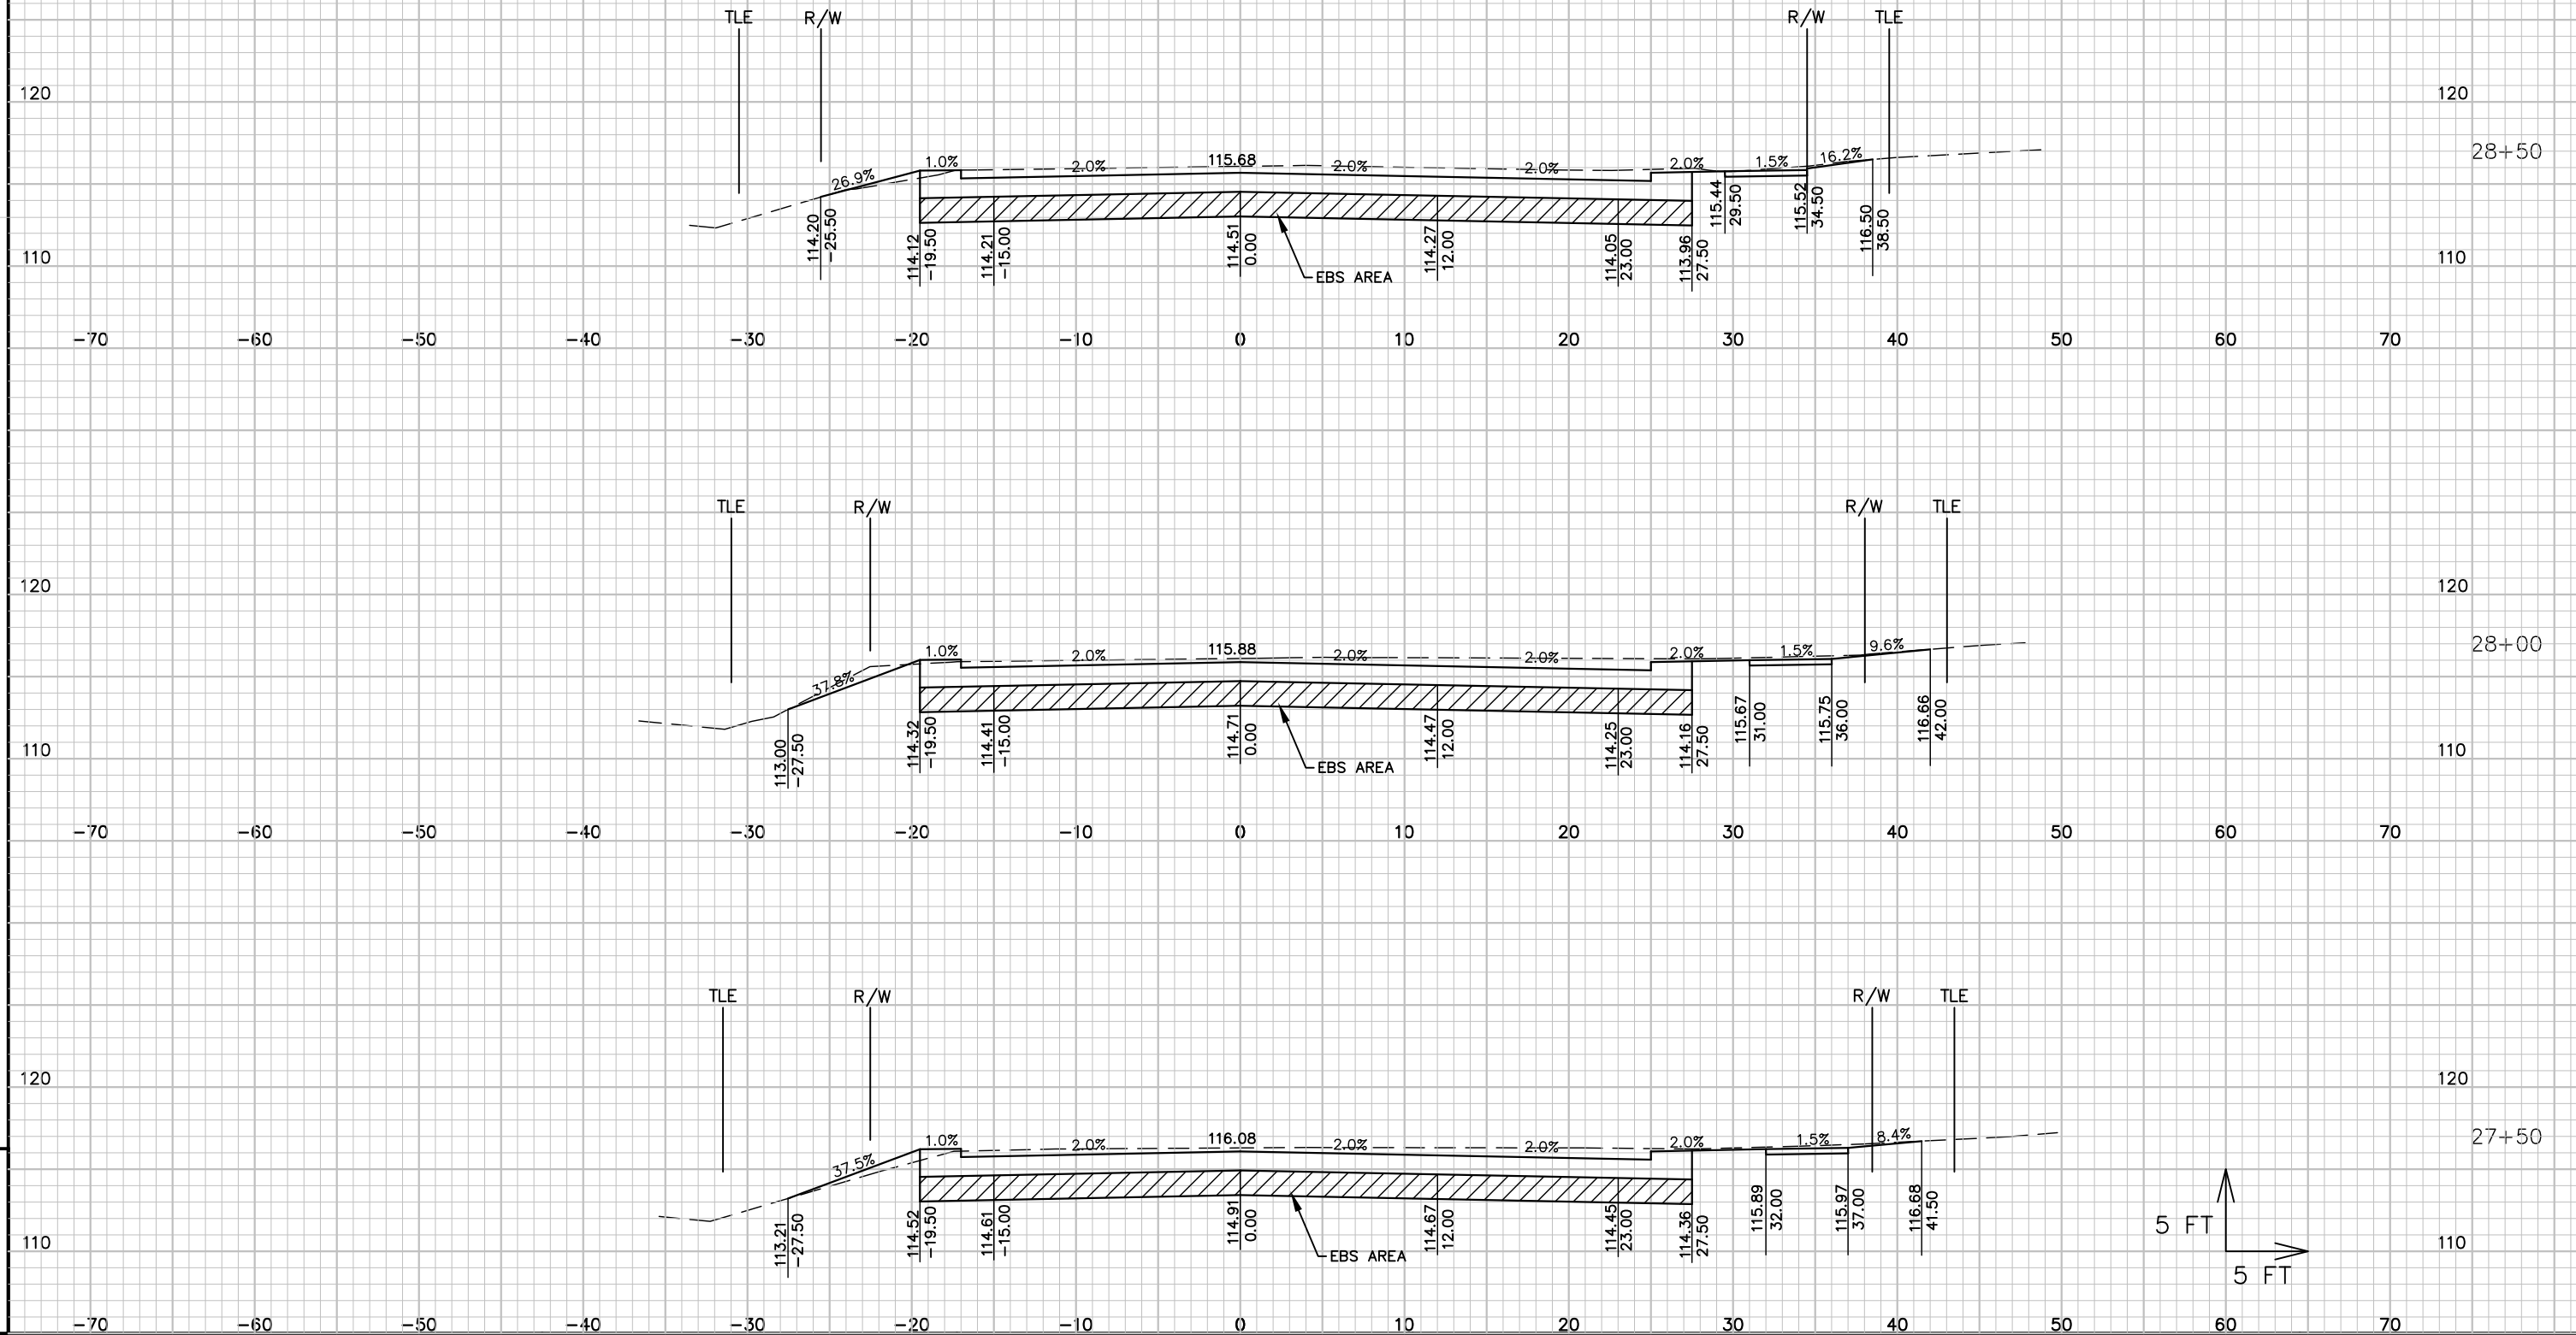 TLE R/W R/W TLE
120 120
28+50
26.9% 1.0% 2.0% 115.68 2.0% 2.0% 2.0% 1.5% 16.2%
114.20 114.12 114.21 114.51 114.27 114.05 113.96 115.44 115.52 116.50
-25.50 -19.50 -15.00 0.00 12.00 23.00 27.50 29.50 34.50 38.50
110 110
EBS AREA
-70 -60 -50 -40 -30 -20 -10 0 10 20 30 40 50 60 70
TLE R/W R/W TLE
120 120
28+00
37.8% 1.0% 2.0% 115.88 2.0% 2.0% 2.0% 1.5% 9.6%
113.00 114.32 114.41 114.71 114.47 114.25 114.16 115.67 115.75 116.66
-27.50 -19.50 -15.00 0.00 12.00 23.00 27.50 31.00 36.00 42.00
110 110
EBS AREA
-70 -60 -50 -40 -30 -20 -10 0 10 20 30 40 50 60 70
TLE R/W R/W TLE
120 120
27+50
37.5% 1.0% 2.0% 116.08 2.0% 2.0% 2.0% 1.5% 8.4%
113.21 114.52 114.61 114.91 114.67 114.45 114.36 115.89 115.97 116.68
-27.50 -19.50 -15.00 0.00 12.00 23.00 27.50 32.00 37.00 41.50
110 110
EBS AREA
5 FT
5 FT
-70 -60 -50 -40 -30 -20 -10 0 10 20 30 40 50 60 70